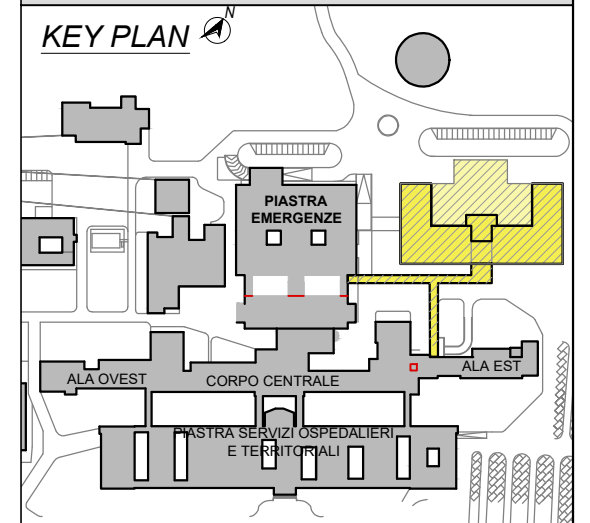 KEY PLAN
N
PIASTRA
EMERGENZE
ALA OVEST
CORPO CENTRALE
ALA EST
PIASTRA SERVIZI OSPEDALIERI
E TERRITORIALI